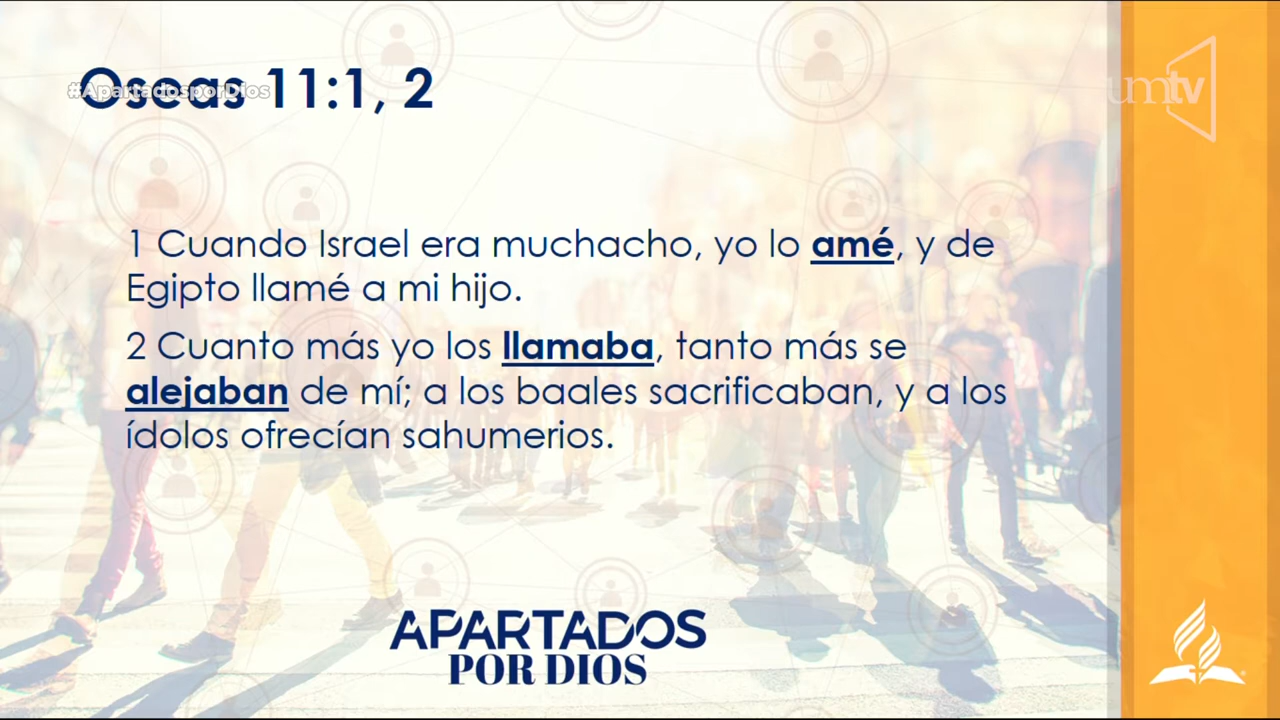 Oseas 11:1, 2
#ApartadosporDios
umtv
1 Cuando Israel era muchacho, yo lo amé, y de
Egipto llamé a mi hijo.
2 Cuanto más yo los llamaba, tanto más se
alejaban de mí; a los baales sacrificaban, y a los
ídolos ofrecían sahumerios.
APARTADOS
POR DIOS